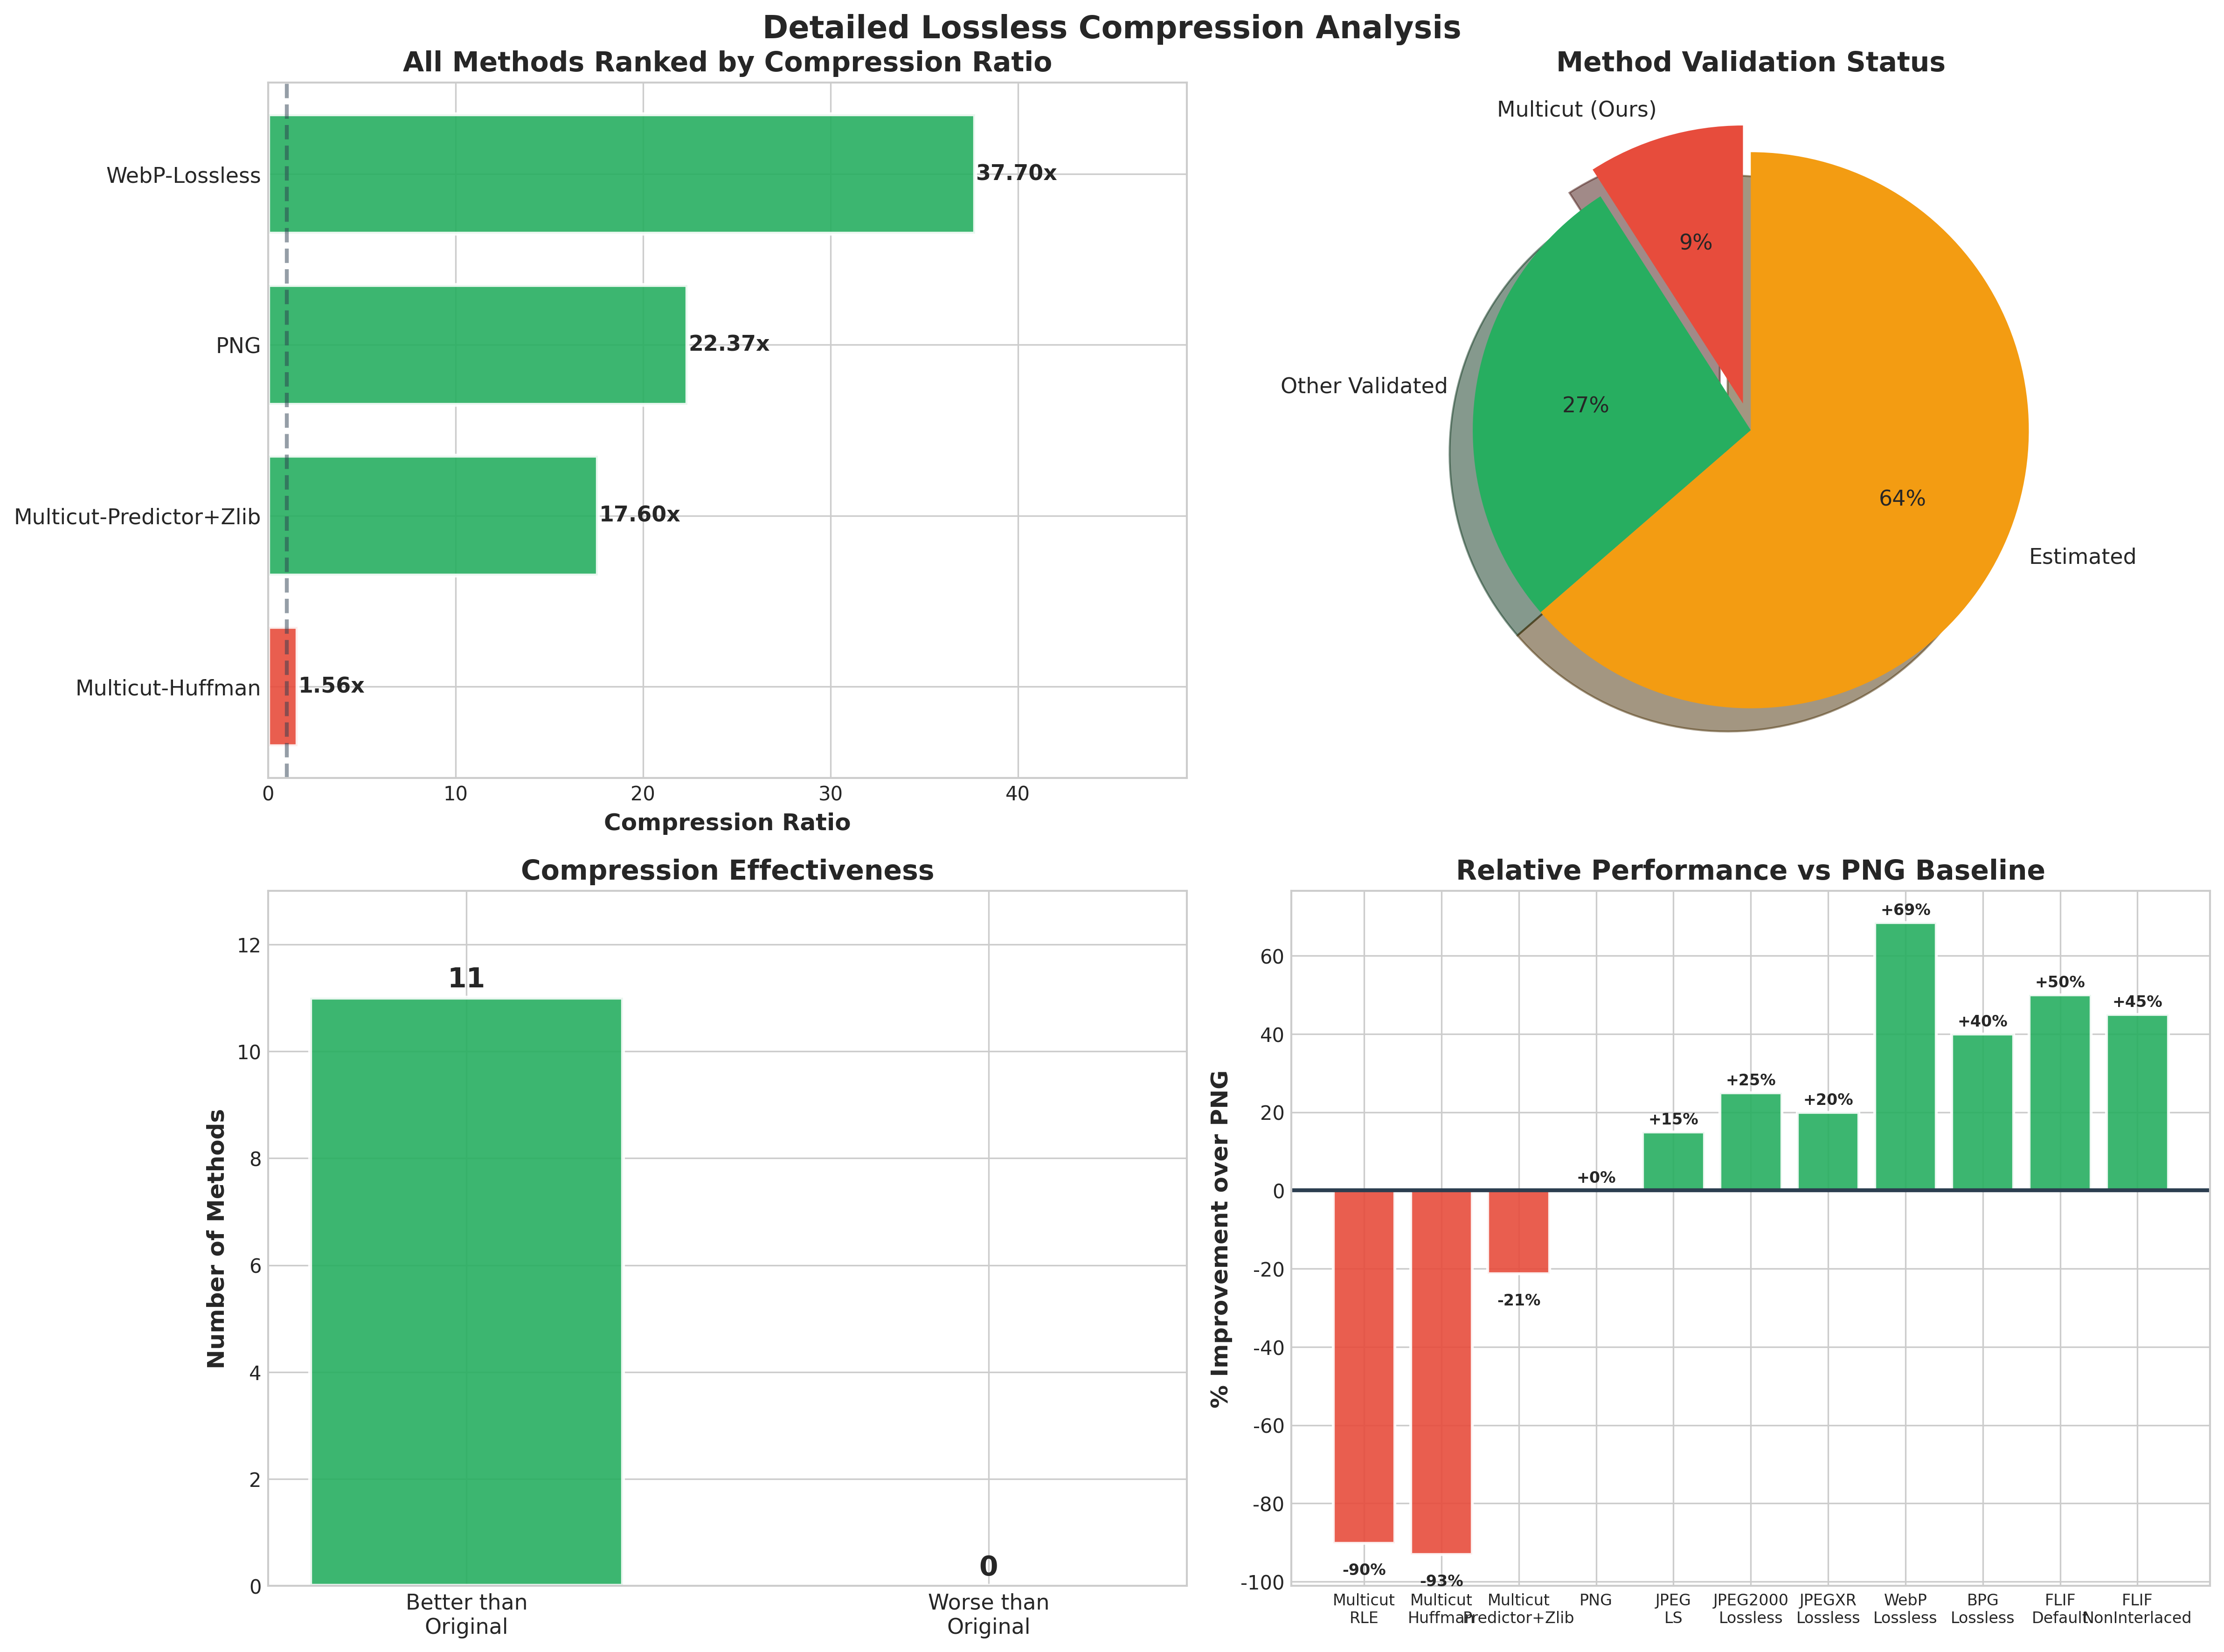 Detailed Lossless Compression Analysis
All Methods Ranked by Compression Ratio
WebP-Lossless
37.70x
PNG
22.37x
Multicut-Predictor+Zlib
17.60x
Multicut-Huffman
1.56x
0 10 20 30 40
Compression Ratio
Method Validation Status
Multicut (Ours)
9%
Other Validated
27%
64%
Estimated
Compression Effectiveness
Number of Methods
12
10
8
6
4
2
0
11
0
Better than
Original
Worse than
Original
Relative Performance vs PNG Baseline
% Improvement over PNG
60
40
20
0
-20
-40
-60
-80
-100
-90%
-93%
-21%
+0%
+15%
+25%
+20%
+69%
+40%
+50%
+45%
Multicut
RLE
Multicut
Huffman
Multicut
Predictor+Zlib
PNG
JPEG
LS
JPEG2000
Lossless
JPEGXR
Lossless
WebP
Lossless
BPG
Lossless
FLIF
Default
FLIF
NonInterlaced